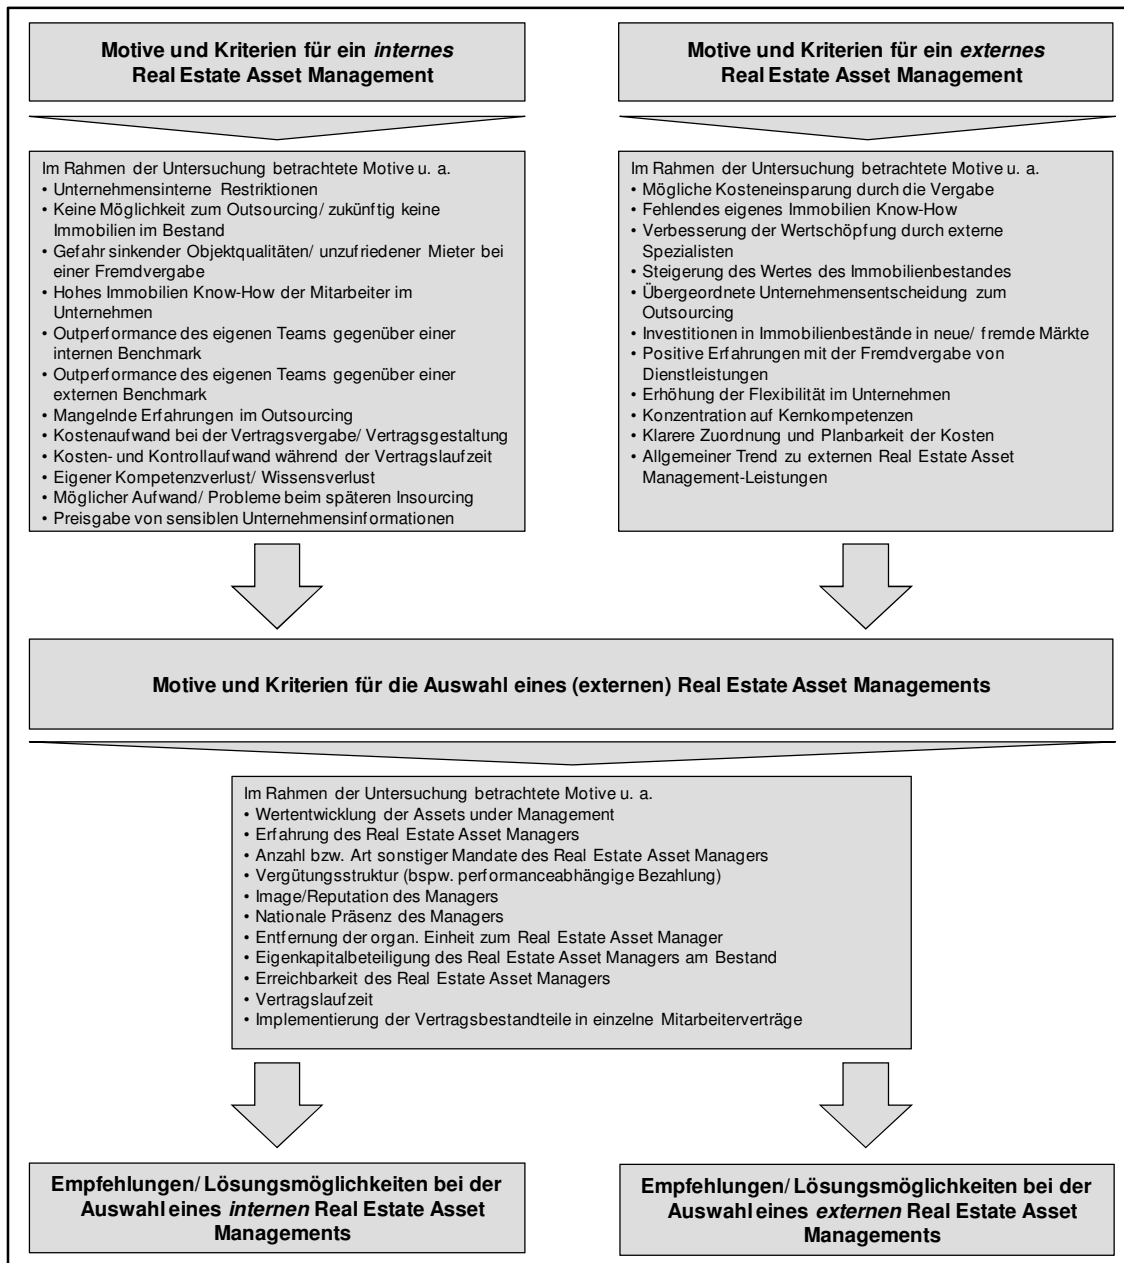 Motive und Kriterien für ein internes
Real Estate Asset Management
Im Rahmen der Untersuchung betrachtete Motive u. a.
• Unternehmensinterne Restriktionen
• Keine Möglichkeit zum Outsourcing/ zukünftig keine
Immobilien im Bestand
• Gefahr sinkender Objektqualitäten/ unzufriedener Mieter bei
einer Fremdvergabe
• Hohes Immobilien Know-How der Mitarbeiter im
Unternehmen
• Outperformance des eigenen Teams gegenüber einer
internen Benchmark
• Outperformance des eigenen Teams gegenüber einer
externen Benchmark
• Mangelnde Erfahrungen im Outsourcing
• Kostenaufwand bei der Vertragsvergabe/ Vertragsgestaltung
• Kosten- und Kontrollaufwand während der Vertragslaufzeit
• Eigener Kompetenzverlust/ Wissensverlust
• Möglicher Aufwand/ Probleme beim späteren Insourcing
• Preisgabe von sensiblen Unternehmensinformationen
Motive und Kriterien für ein externes
Real Estate Asset Management
Im Rahmen der Untersuchung betrachtete Motive u. a.
• Mögliche Kosteneinsparung durch die Vergabe
• Fehlendes eigenes Immobilien Know-How
• Verbesserung der Wertschöpfung durch externe
Spezialisten
• Steigerung des Wertes des Immobilienbestandes
• Übergeordnete Unternehmensentscheidung zum
Outsourcing
• Investitionen in Immobilienbestände in neue/ fremde Märkte
• Positive Erfahrungen mit der Fremdvergabe von
Dienstleistungen
• Erhöhung der Flexibilität im Unternehmen
• Konzentration auf Kernkompetenzen
• Klarere Zuordnung und Planbarkeit der Kosten
• Allgemeiner Trend zu externen Real Estate Asset
Management-Leistungen
Motive und Kriterien für die Auswahl eines (externen) Real Estate Asset Managements
Im Rahmen der Untersuchung betrachtete Motive u. a.
• Wertentwicklung der Assets under Management
• Erfahrung des Real Estate Asset Managers
• Anzahl bzw. Art sonstiger Mandate des Real Estate Asset Managers
• Vergütungsstruktur (bspw. performanceabhängige Bezahlung)
• Image/Reputation des Managers
• Nationale Präsenz des Managers
• Entfernung der organ. Einheit zum Real Estate Asset Manager
• Eigenkapitalbeteiligung des Real Estate Asset Managers am Bestand
• Erreichbarkeit des Real Estate Asset Managers
• Vertragslaufzeit
• Implementierung der Vertragsbestandteile in einzelne Mitarbeiterverträge
Empfehlungen/ Lösungsmöglichkeiten bei der
Auswahl eines internen Real Estate Asset
Managements
Empfehlungen/ Lösungsmöglichkeiten bei der
Auswahl eines externen Real Estate Asset
Managements